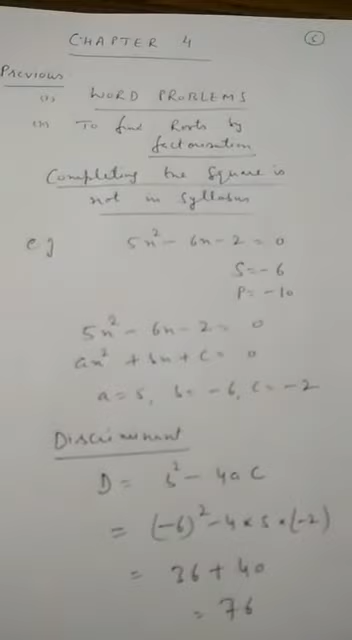 CHAPTER 4
5
Previous
(i) WORD PROBLEMS
(ii) To find Roots by
factorisation
Completing the Square is
not in Syllabus
eg 5x² - 6x - 2 = 0
S = -6
P = -10
5x² - 6x - 2 = 0
ax² + bx + c = 0
a = 5, b = -6, c = -2
Discriminant
D = b² - 4ac
= (-6)² - 4 × 5 × (-2)
= 36 + 40
= 76